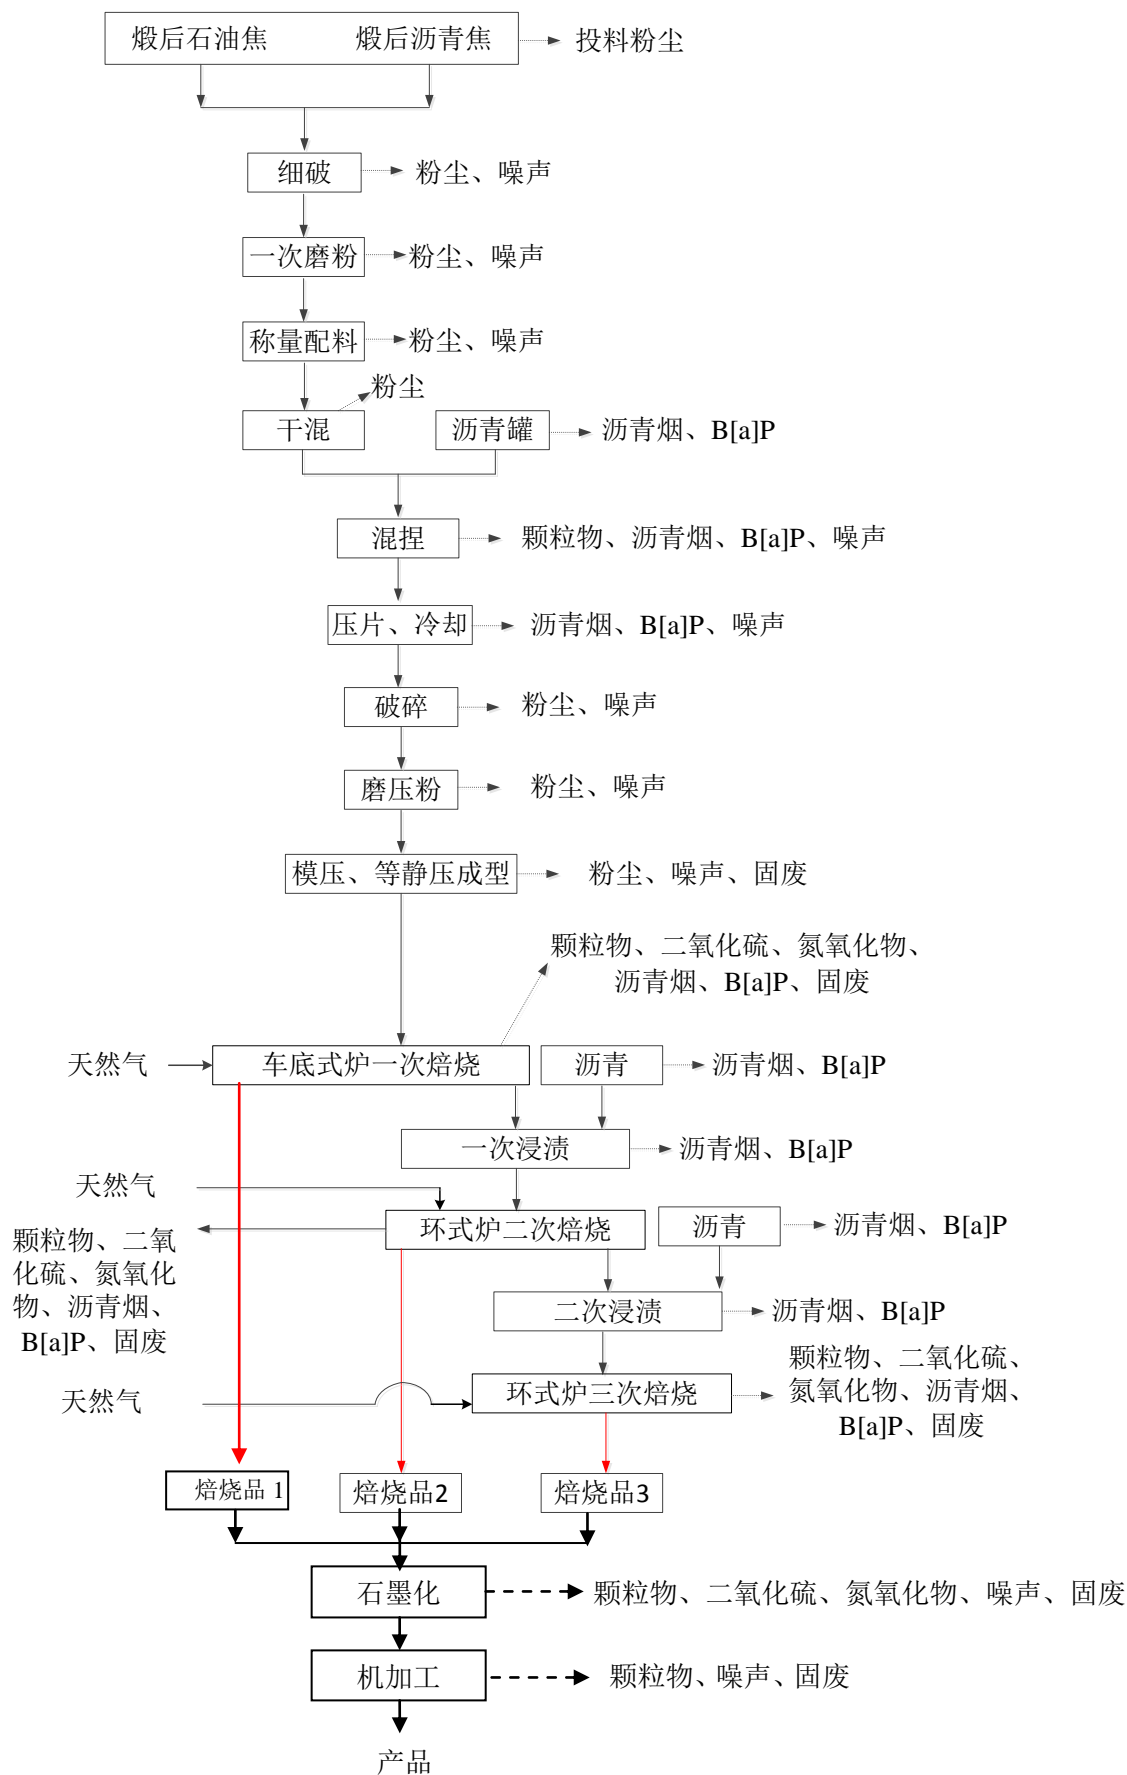 煅后石油焦 煅后沥青焦 投料粉尘
细破 粉尘、噪声
一次磨粉 粉尘、噪声
称量配料 粉尘、噪声
粉尘
干混 沥青罐 沥青烟、B[a]P
混捏 颗粒物、沥青烟、B[a]P、噪声
压片、冷却 沥青烟、B[a]P、噪声
破碎 粉尘、噪声
磨压粉 粉尘、噪声
模压、等静压成型 粉尘、噪声、固废
颗粒物、二氧化硫、氮氧化物、
沥青烟、B[a]P、固废
天然气 车底式炉一次焙烧 沥青 沥青烟、B[a]P
一次浸渍 沥青烟、B[a]P
天然气
环式炉二次焙烧 沥青 沥青烟、B[a]P
颗粒物、二氧
化硫、氮氧化
物、沥青烟、
B[a]P、固废
二次浸渍 沥青烟、B[a]P
天然气 环式炉三次焙烧
颗粒物、二氧化硫、
氮氧化物、沥青烟、
B[a]P、固废
焙烧品 1 焙烧品2 焙烧品3
石墨化 颗粒物、二氧化硫、氮氧化物、噪声、固废
机加工 颗粒物、噪声、固废
产品